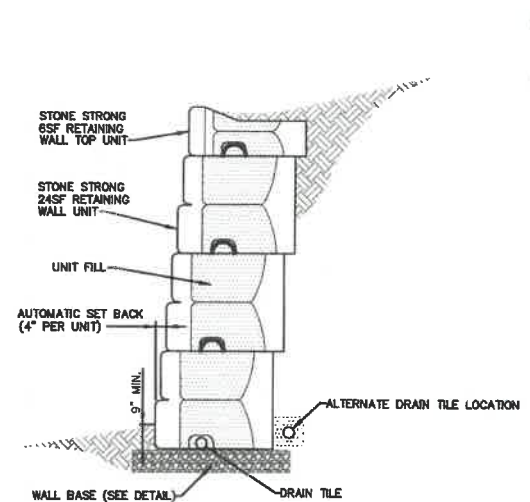 STONE STRONG
6SF RETAINING
WALL TOP UNIT
STONE STRONG
24SF RETAINING
WALL UNIT
UNIT FILL
AUTOMATIC SET BACK
(4" PER UNIT)
9" MIN.
ALTERNATE DRAIN TILE LOCATION
WALL BASE (SEE DETAIL)
DRAIN TILE